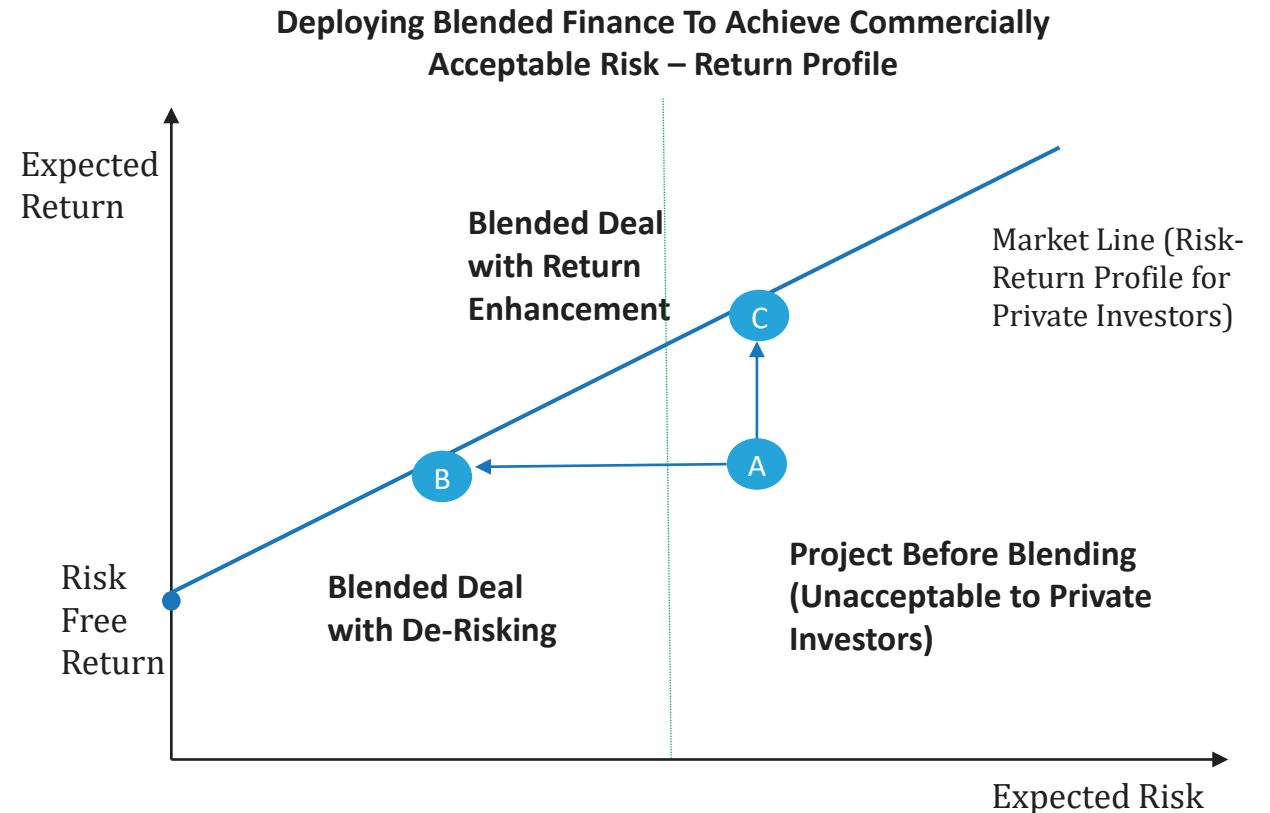 Deploying Blended Finance To Achieve Commercially
Acceptable Risk – Return Profile
Expected
Return
Blended Deal
with Return
Enhancement
Market Line (Risk-
Return Profile for
Private Investors)
C
A
B
Risk
Free
Return
Blended Deal
with De-Risking
Project Before Blending
(Unacceptable to Private
Investors)
Expected Risk